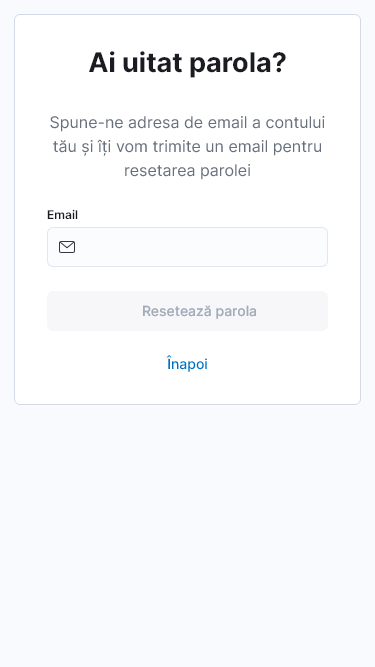 Ai uitat parola?
Spune-ne adresa de email a contului
tău și îți vom trimite un email pentru
resetarea parolei
Email
Resetează parola
Înapoi